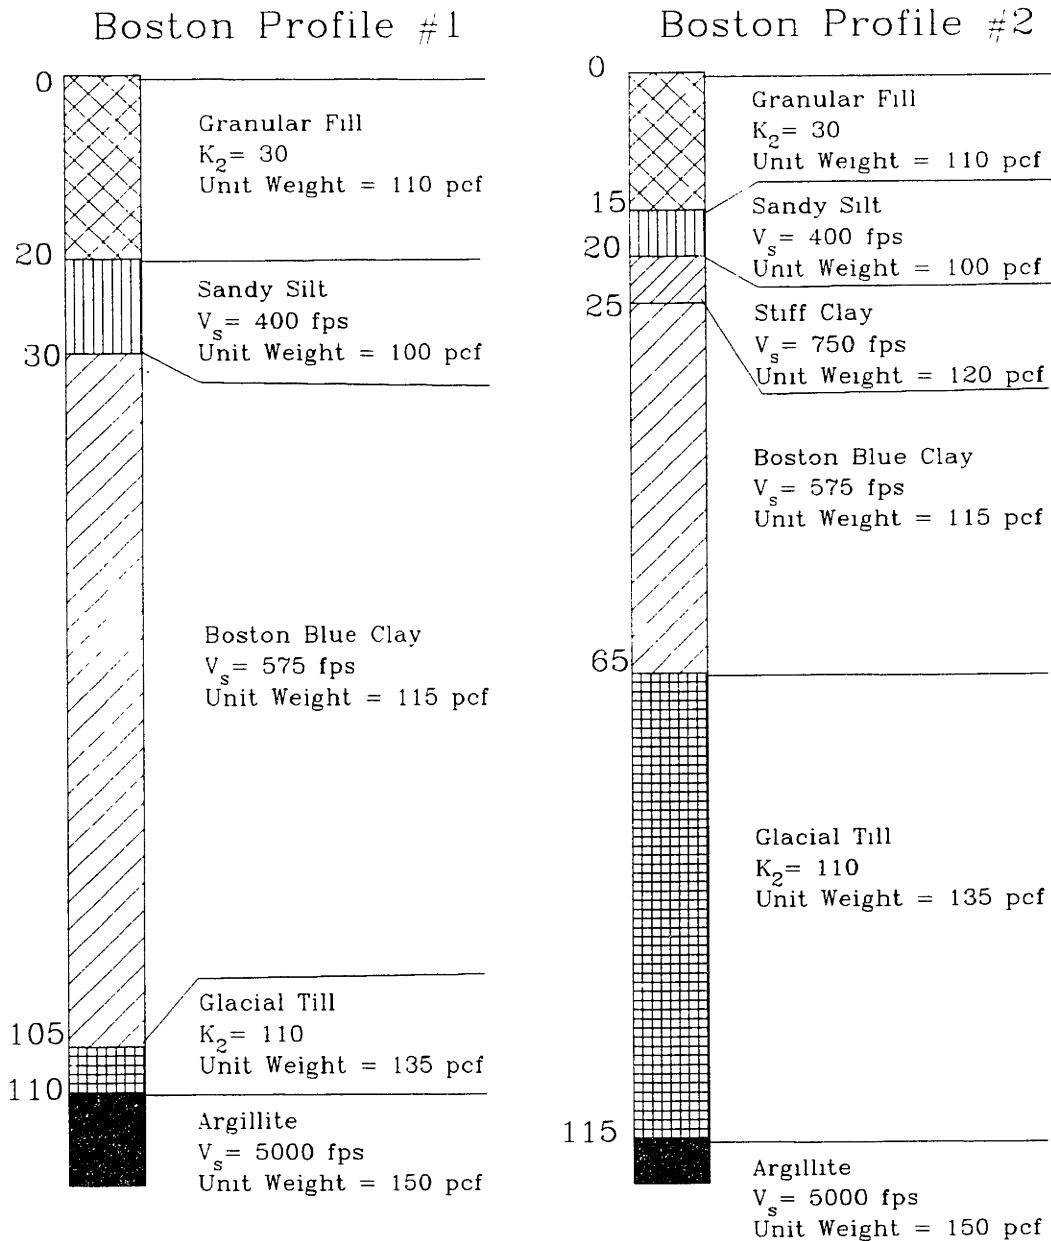 Boston Profile #1
0
Granular Fill
K₂= 30
Unit Weight = 110 pcf
20
Sandy Silt
Vₛ= 400 fps
Unit Weight = 100 pcf
30
Boston Blue Clay
Vₛ= 575 fps
Unit Weight = 115 pcf
105
Glacial Till
K₂= 110
Unit Weight = 135 pcf
110
Argillite
Vₛ= 5000 fps
Unit Weight = 150 pcf
Boston Profile #2
0
Granular Fill
K₂= 30
Unit Weight = 110 pcf
15
Sandy Silt
Vₛ= 400 fps
Unit Weight = 100 pcf
20
25
Stiff Clay
Vₛ= 750 fps
Unit Weight = 120 pcf
Boston Blue Clay
Vₛ= 575 fps
Unit Weight = 115 pcf
65
Glacial Till
K₂= 110
Unit Weight = 135 pcf
115
Argillite
Vₛ= 5000 fps
Unit Weight = 150 pcf